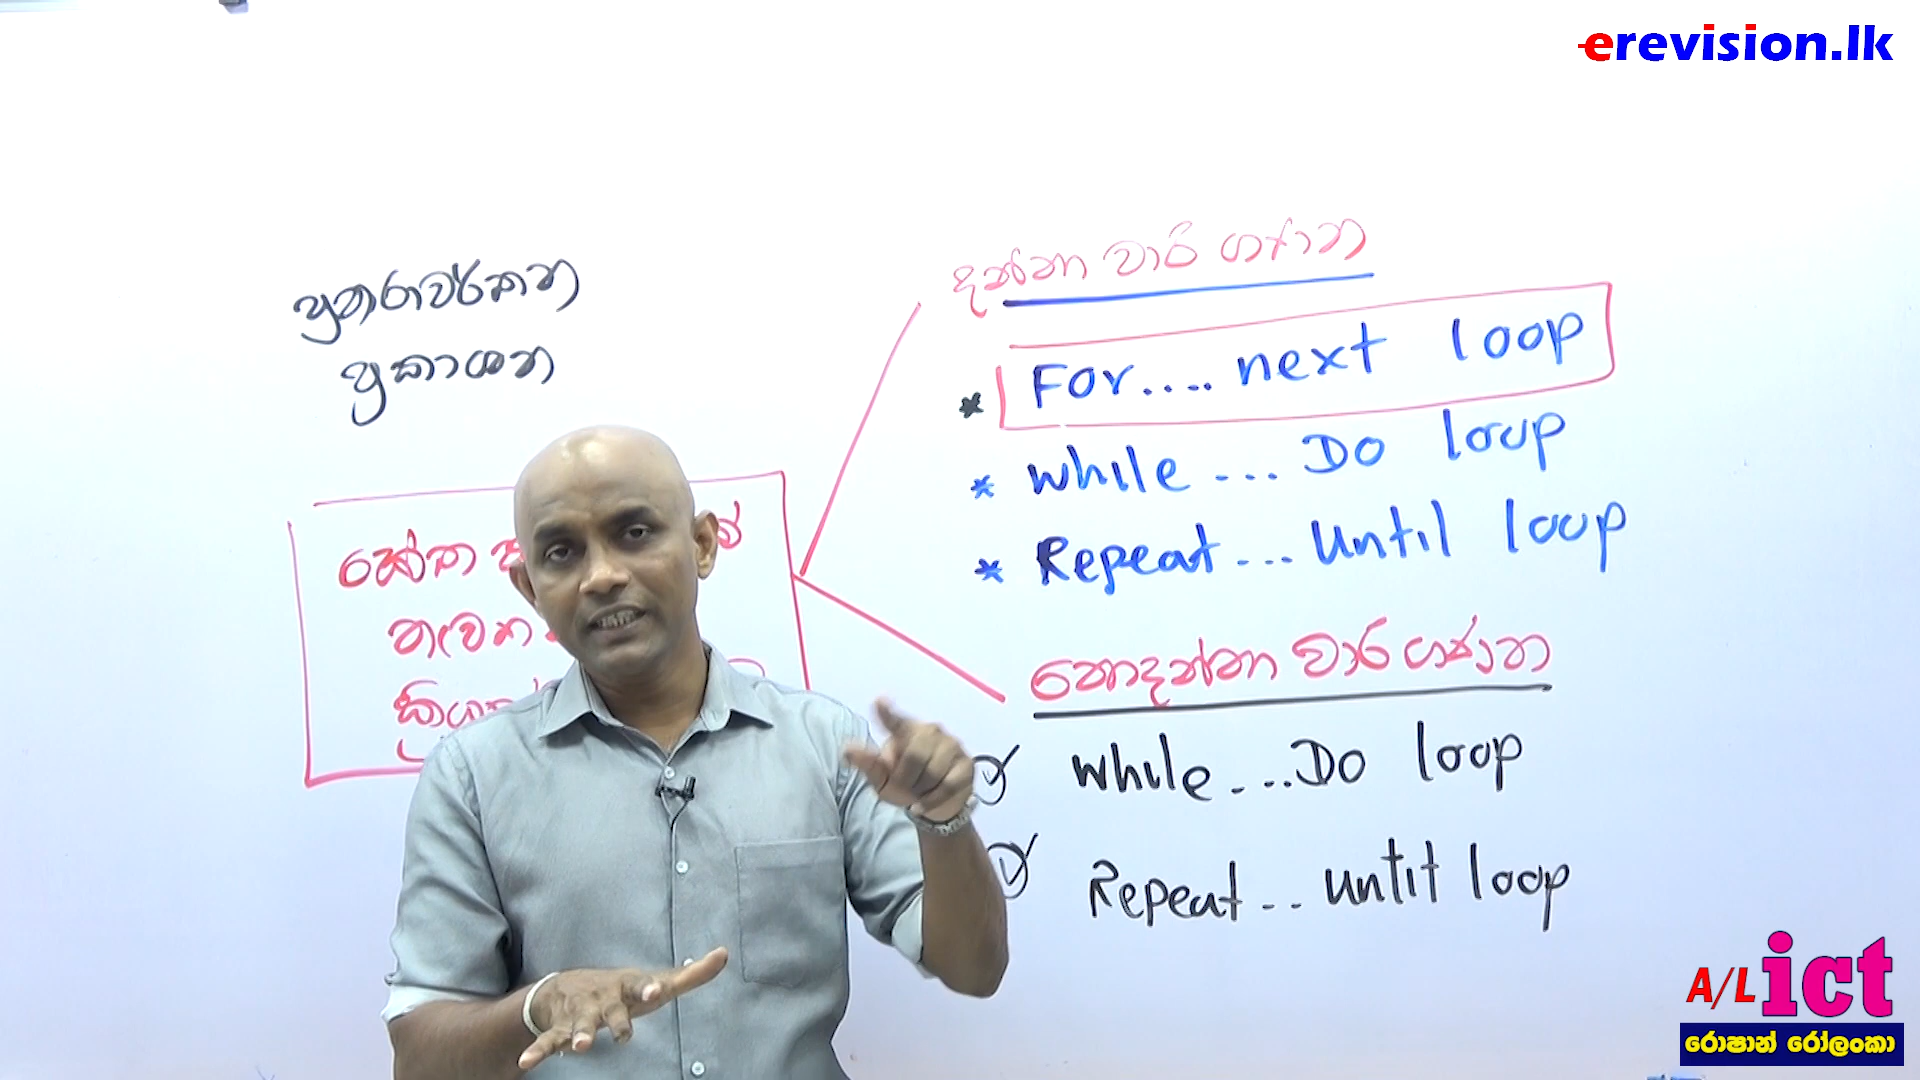 erevision.lk
පුනරාවර්තන
ප්‍රකාශන
තෝරා
නැවත
දන්නා වාර ගණන
* For.... next loop
* While ... Do loop
* Repeat ... Until loop
නොදන්නා වාර ගණන
While ... Do loop
Repeat .. Until loop
A/L ict
රොෂාන් රෝලංකා